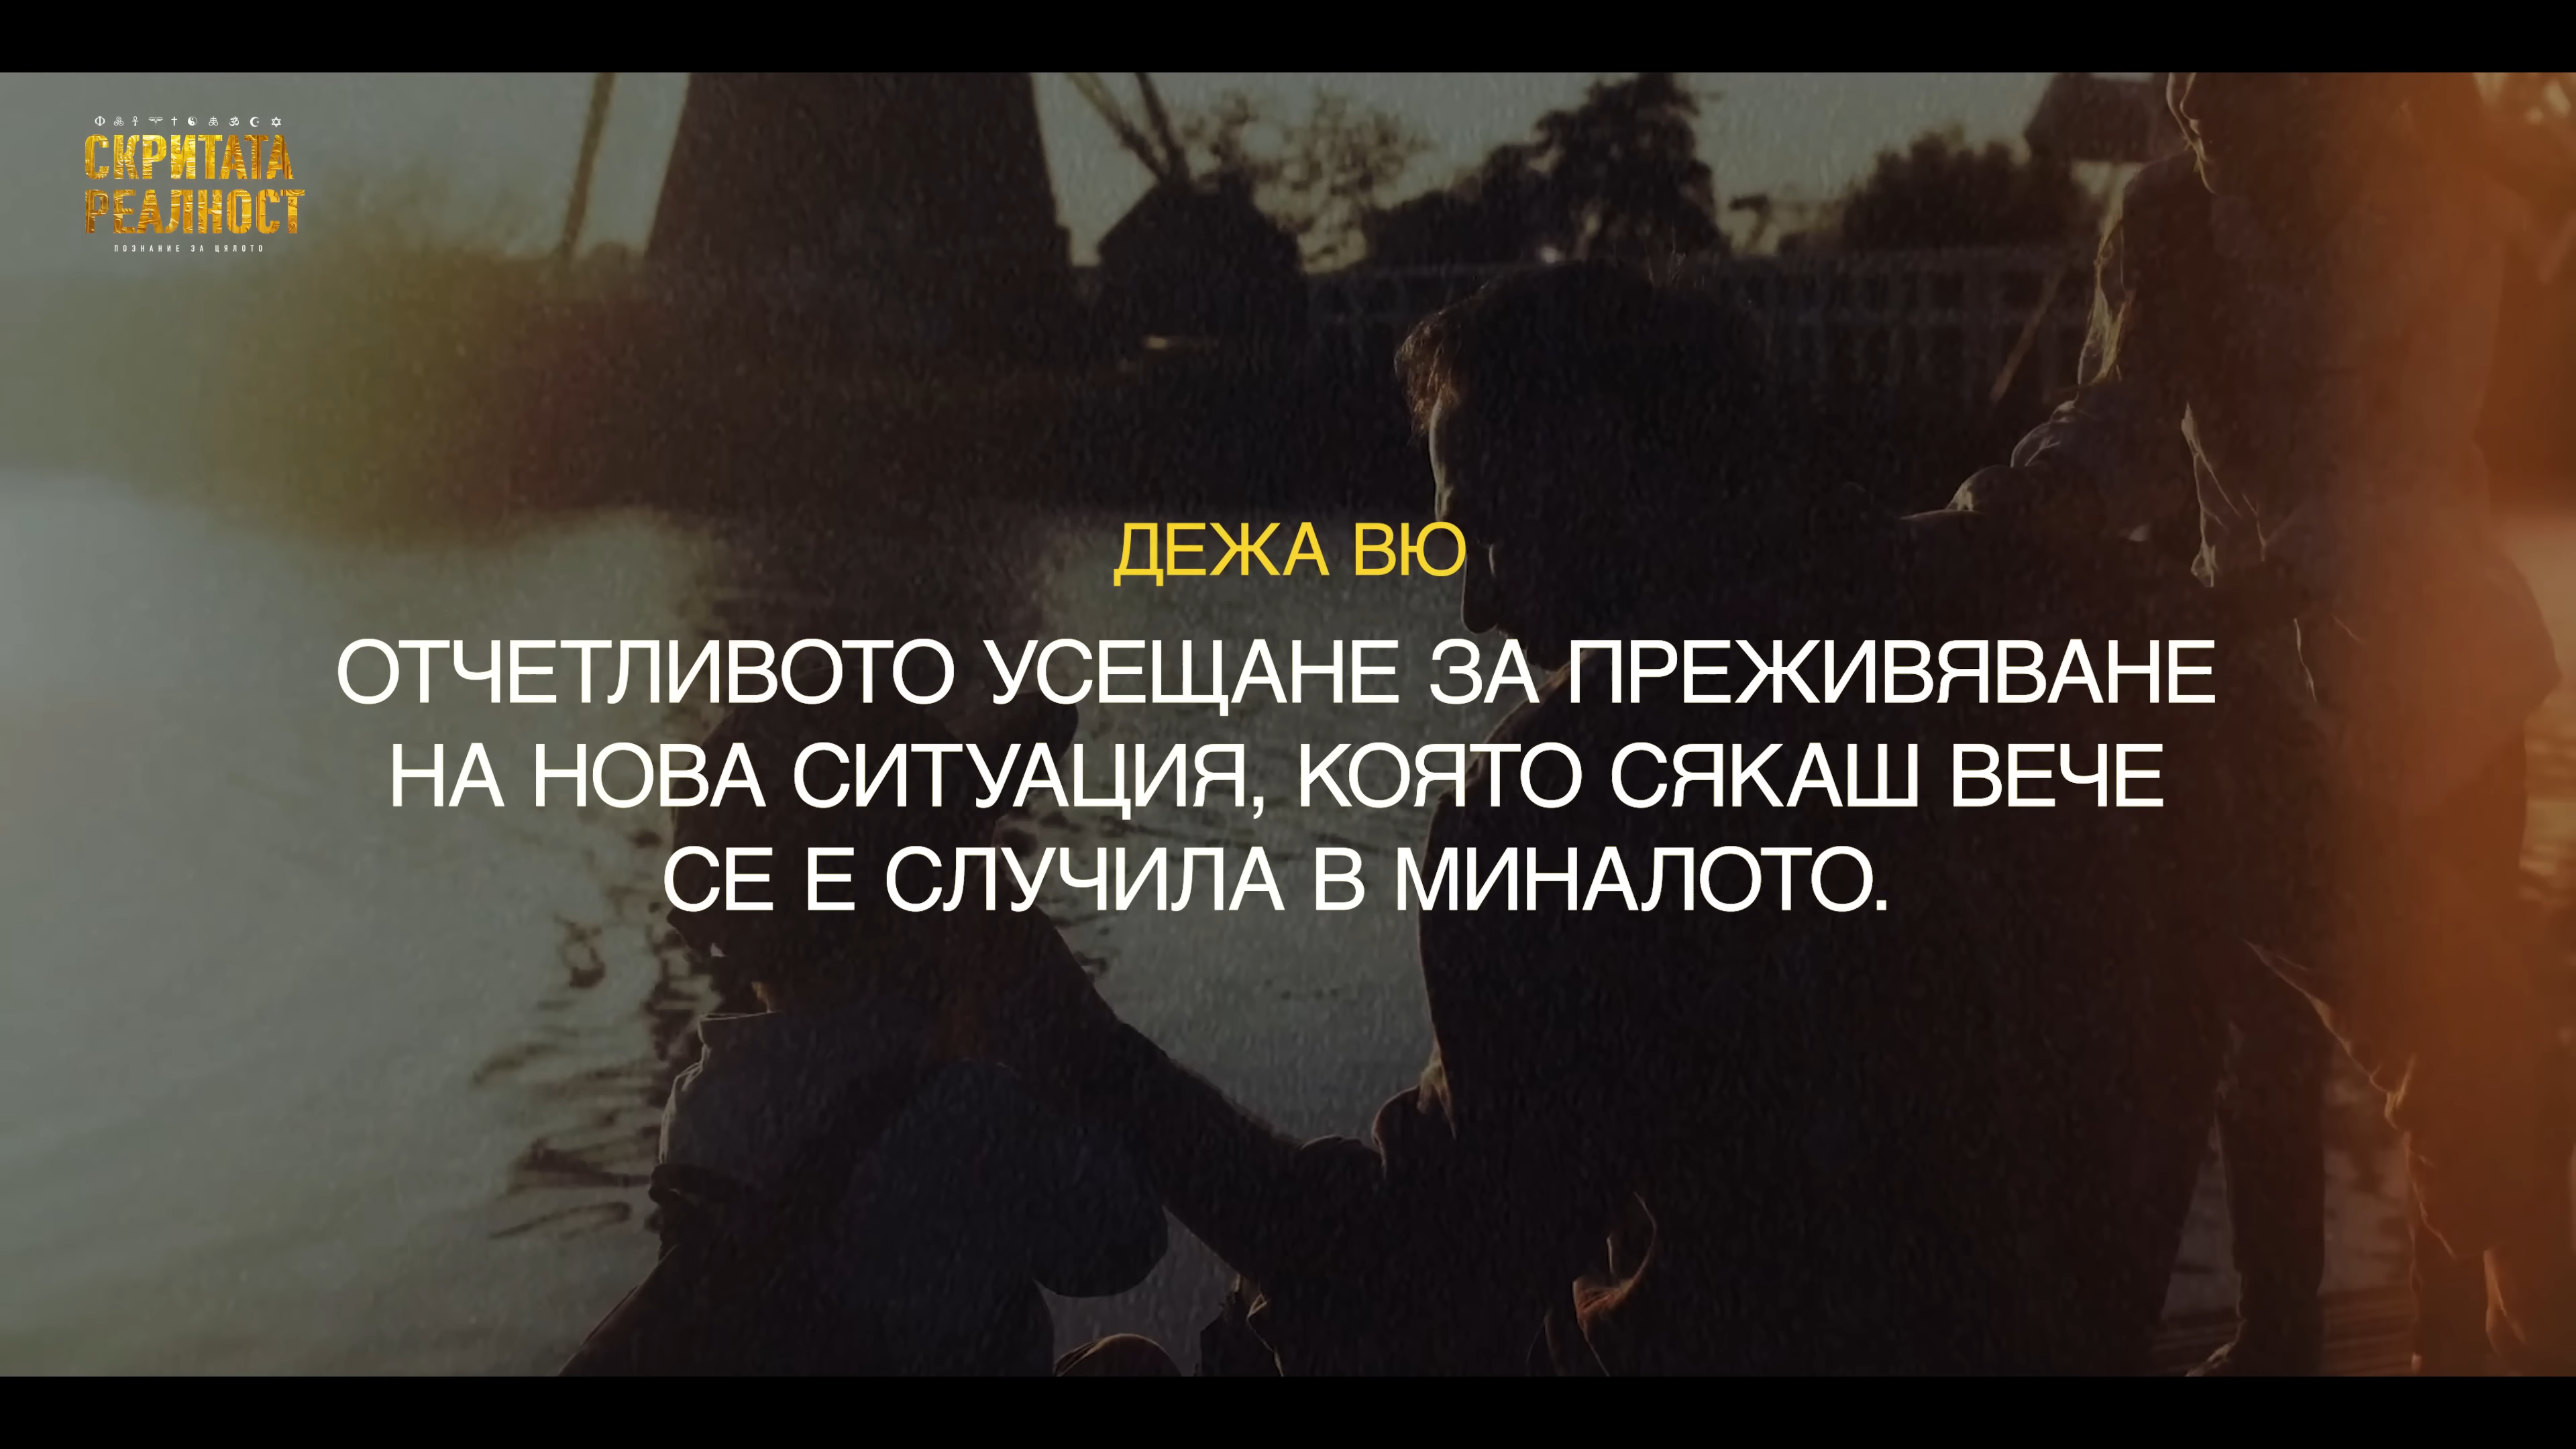 СКРИТАТА
РЕАЛНОСТ
ПОЗНАНИЕ ЗА ЦЯЛОТО
ДЕЖА ВЮ
ОТЧЕТЛИВОТО УСЕЩАНЕ ЗА ПРЕЖИВЯВАНЕ
НА НОВА СИТУАЦИЯ, КОЯТО СЯКАШ ВЕЧЕ
СЕ Е СЛУЧИЛА В МИНАЛОТО.